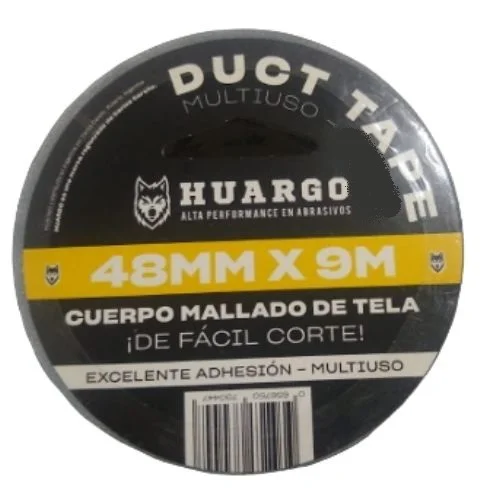 DUCT TAPE
MULTIUSO -
HUARGO
ALTA PERFORMANCE EN ABRASIVOS
48MM X 9M
CUERPO MALLADO DE TELA
¡DE FÁCIL CORTE!
EXCELENTE ADHESIÓN - MULTIUSO